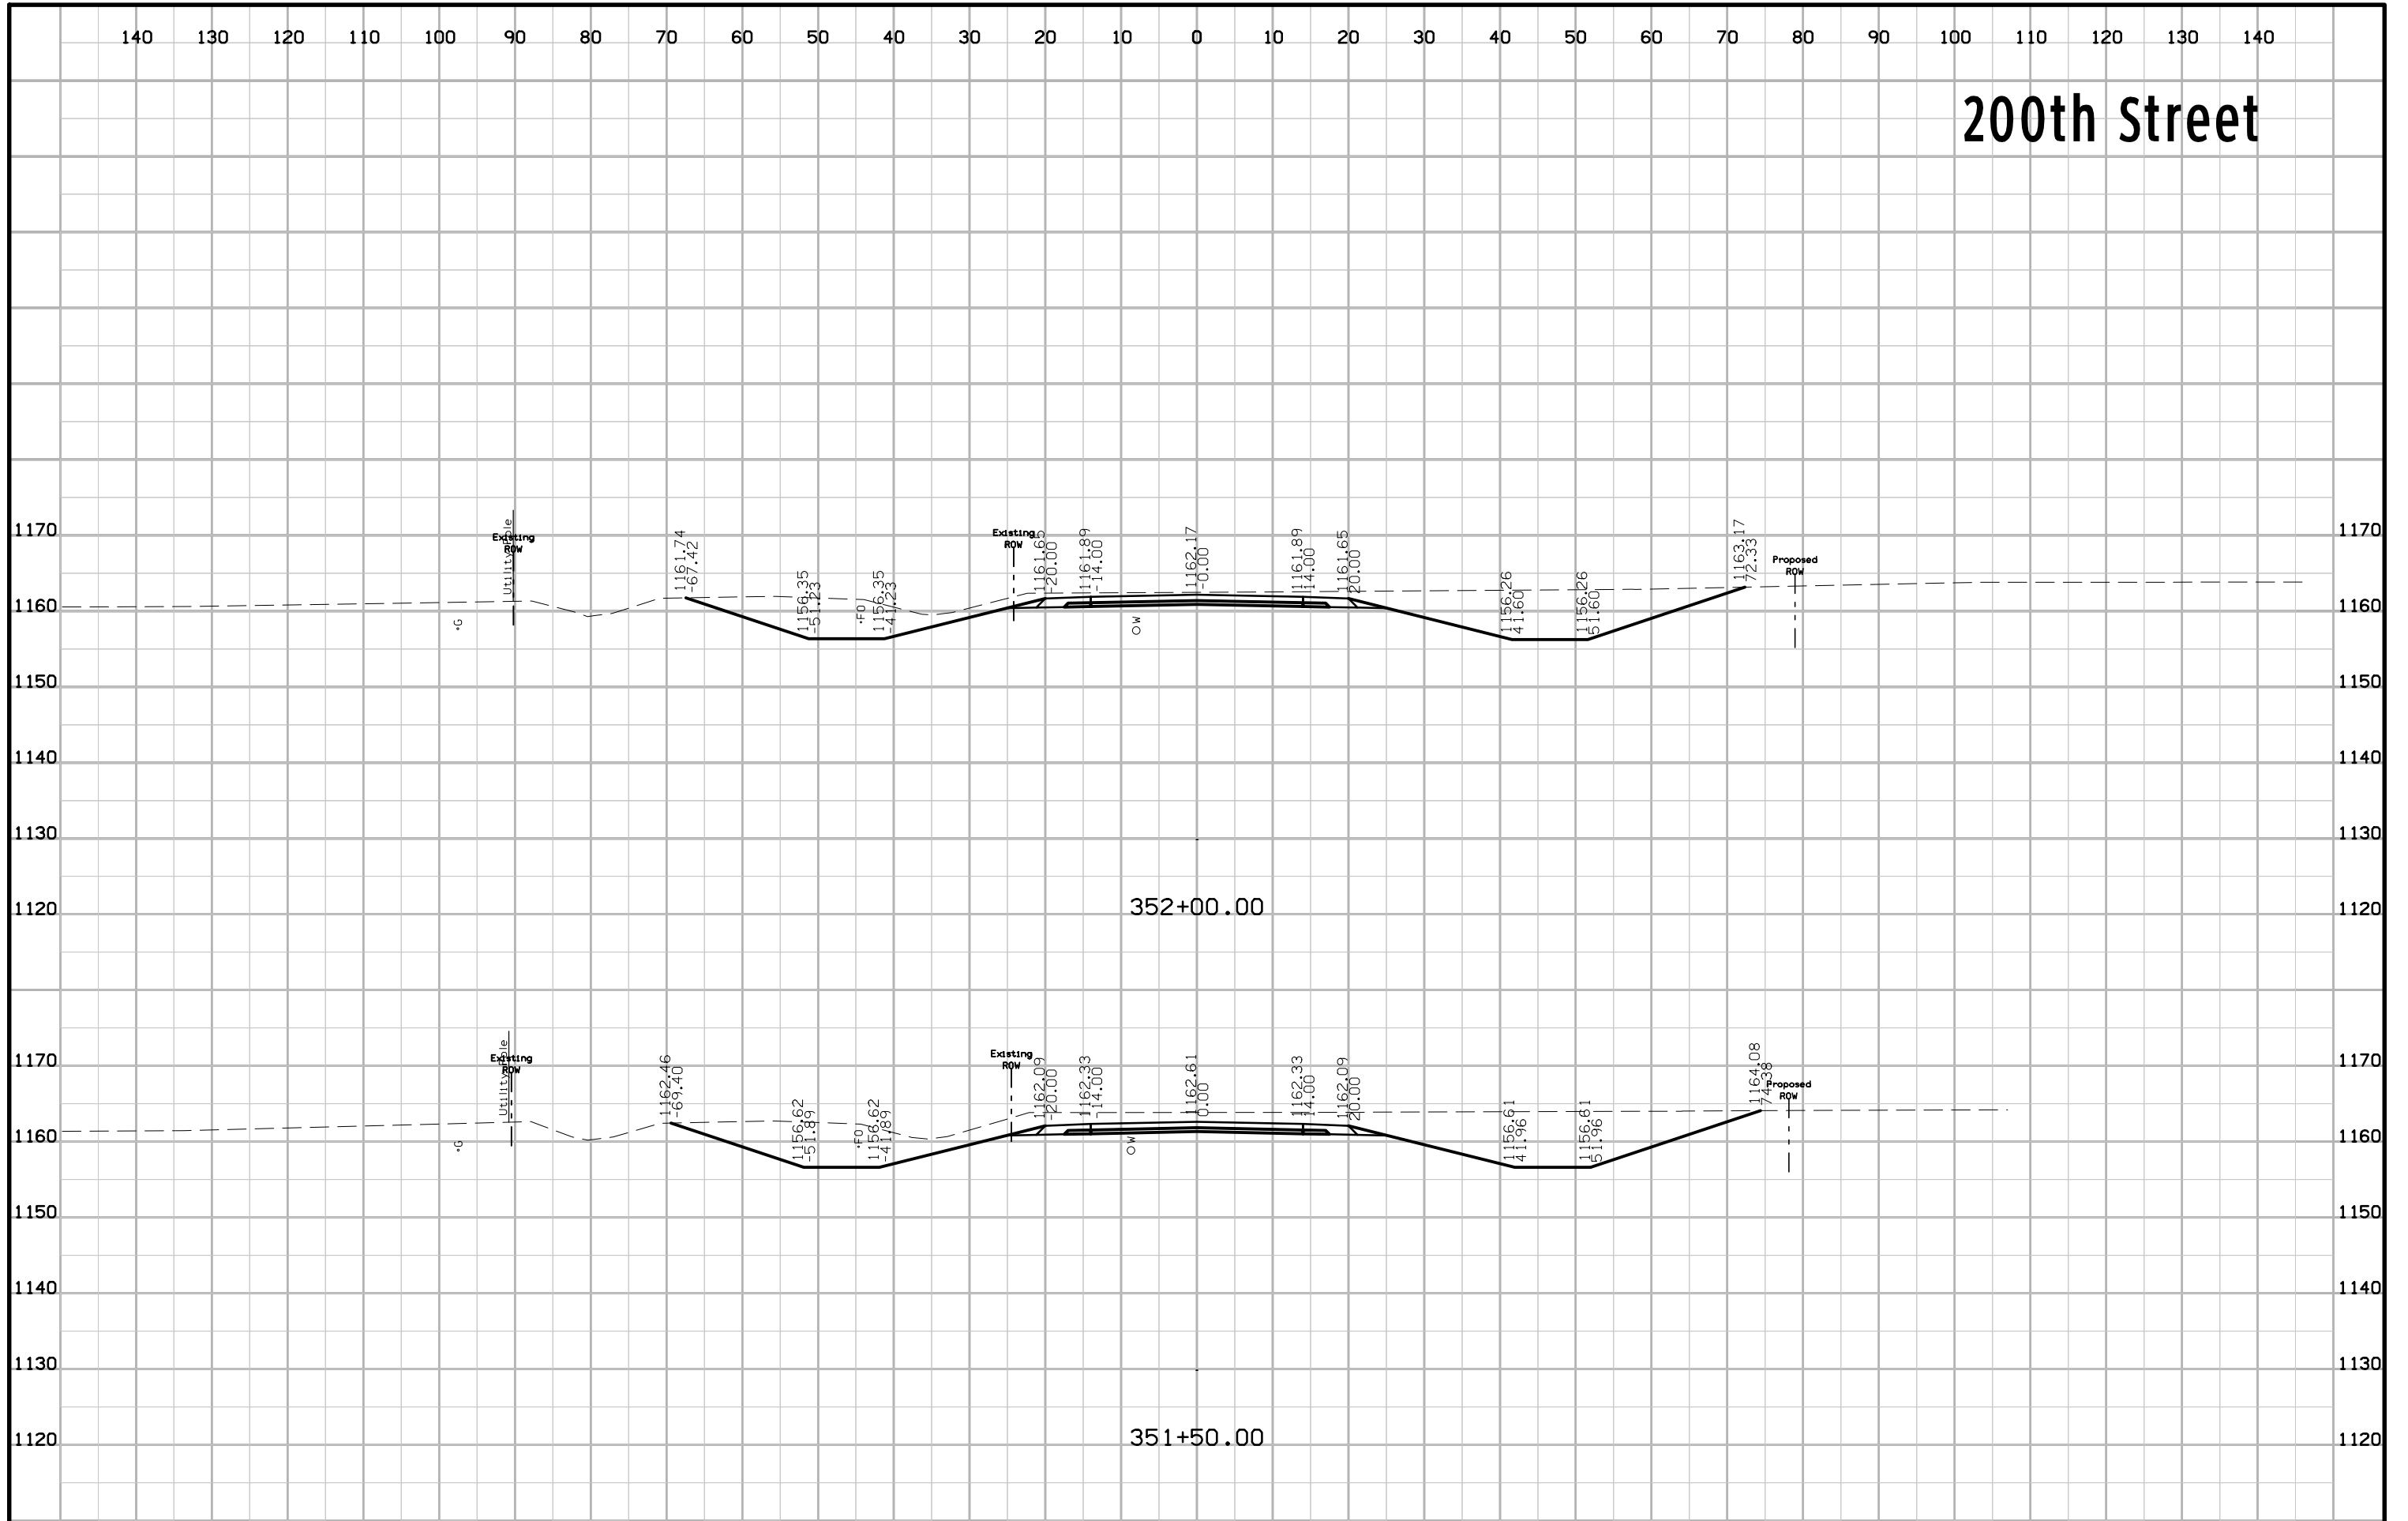 140 130 120 110 100 90 80 70 60 50 40 30 20 10 0 10 20 30 40 50 60 70 80 90 100 110 120 130 140
200th Street
1170 1170
Utility Pole
Existing
ROW
1161.74
-67.42
1156.35
-51.23
FO
1156.35
-41.23
Existing
ROW
1161.65
-20.00
1161.89
-14.00
1162.17
-0.00
1161.89
14.00
1161.65
20.00
1156.26
41.60
1156.26
51.60
1163.17
72.33
Proposed
ROW
1160 1160
G
W
1150 1150
1140 1140
1130 1130
1120 1120
352+00.00
1170 1170
Utility Pole
Existing
ROW
1162.46
-69.40
1156.62
-51.89
FO
1156.62
-41.89
Existing
ROW
1162.09
-20.00
1162.33
-14.00
1162.61
0.00
1162.33
14.00
1162.09
20.00
1156.61
41.96
1156.61
51.96
1164.08
74.38
Proposed
ROW
1160 1160
G
W
1150 1150
1140 1140
1130 1130
1120 1120
351+50.00